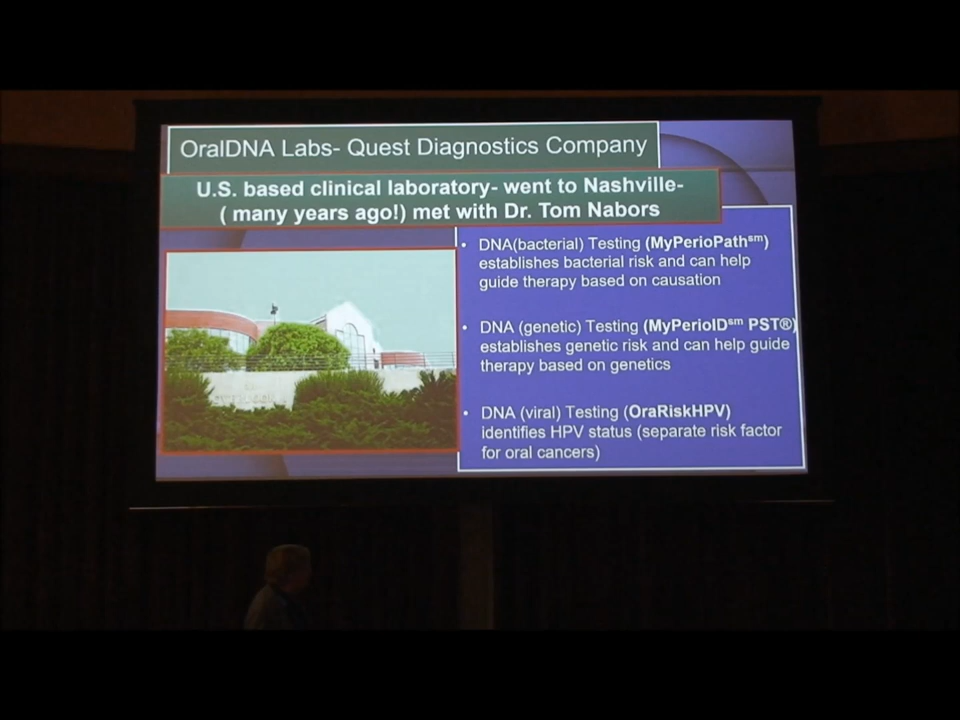 OralDNA Labs- Quest Diagnostics Company
U.S. based clinical laboratory- went to Nashville-
( many years ago!) met with Dr. Tom Nabors
• DNA(bacterial) Testing (MyPerioPathsm)
establishes bacterial risk and can help
guide therapy based on causation
• DNA (genetic) Testing (MyPerioIDsm PST®)
establishes genetic risk and can help guide
therapy based on genetics
• DNA (viral) Testing (OraRiskHPV)
identifies HPV status (separate risk factor
for oral cancers)